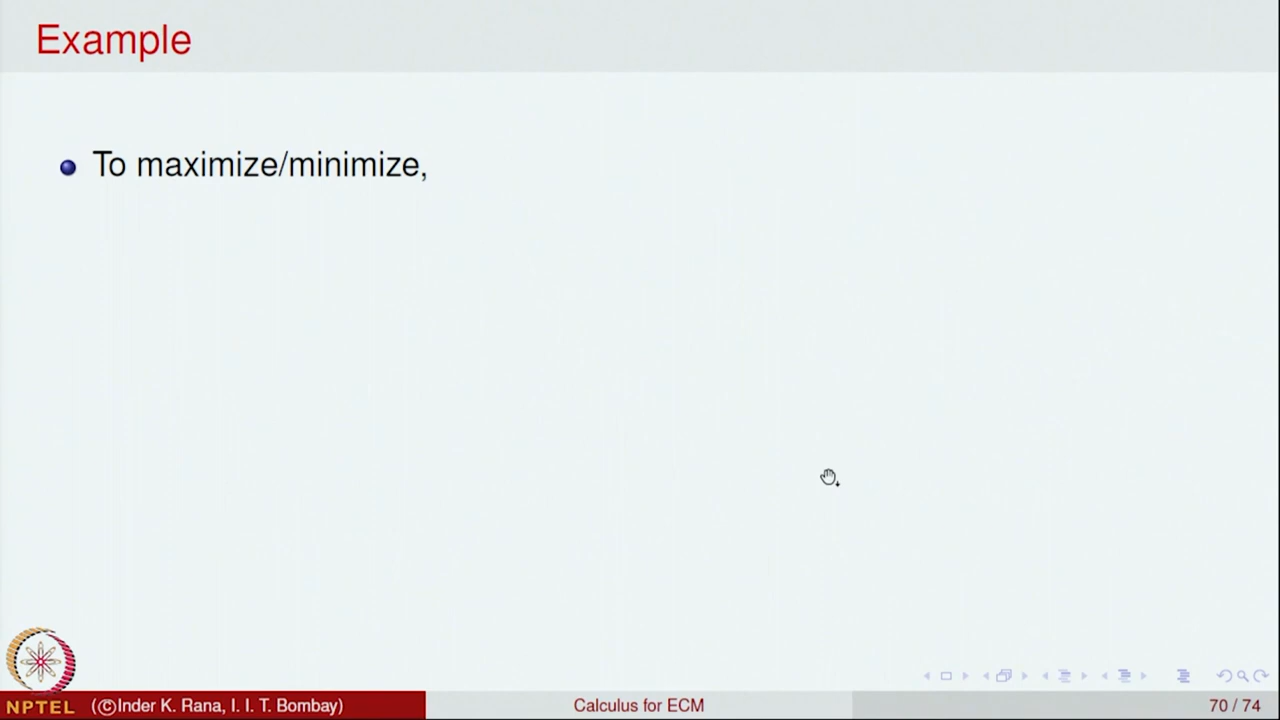 Example
To maximize/minimize,
NPTEL
(©Inder K. Rana, I. I. T. Bombay)
Calculus for ECM
70 / 74